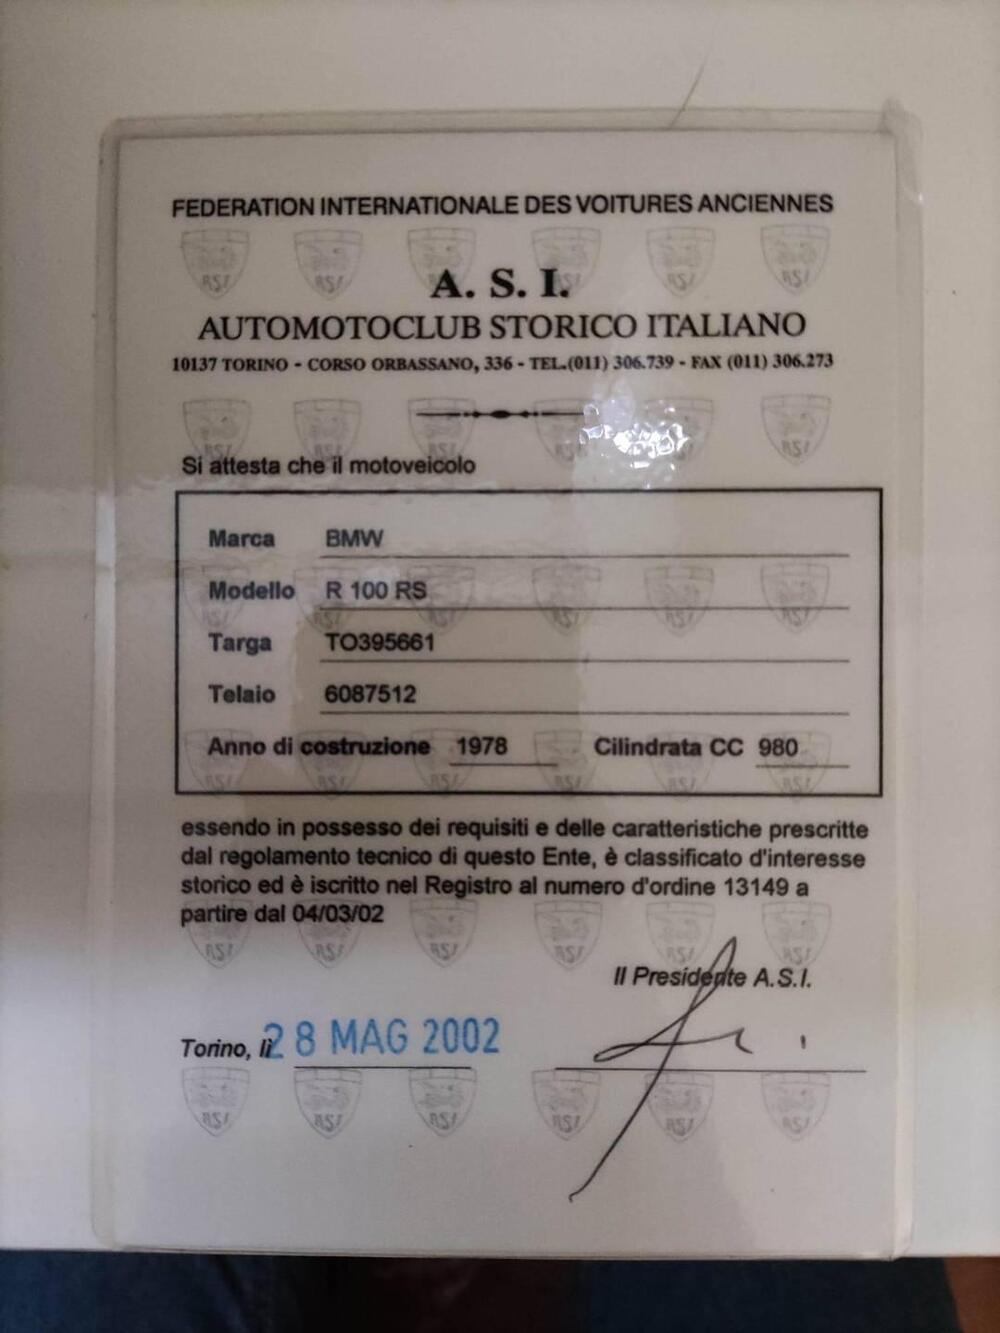 FEDERATION INTERNATIONALE DES VOITURES ANCIENNES
A. S. I.
AUTOMOTOCLUB STORICO ITALIANO
10137 TORINO - CORSO ORBASSANO, 336 - TEL.(011) 306.739 - FAX (011) 306.273
Si attesta che il motoveicolo
Marca BMW
Modello R 100 RS
Targa TO395661
Telaio 6087512
Anno di costruzione 1978 Cilindrata CC 980
essendo in possesso dei requisiti e delle caratteristiche prescritte
dal regolamento tecnico di questo Ente, è classificato d'interesse
storico ed è iscritto nel Registro al numero d'ordine 13149 a
partire dal 04/03/02
Il Presidente A.S.I.
Torino, lì 28 MAG 2002